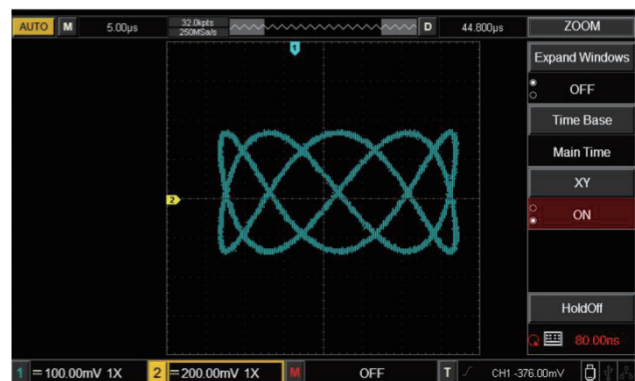 AUTO M 5.00μs 32.0kpts D 44.800μs ZOOM
250MSa/s
1
Expand Windows
OFF
Time Base
Main Time
XY
2
ON
HoldOff
80.00ns
1 100.00mV 1X 2 200.00mV 1X M OFF T CH1 -376.00mV